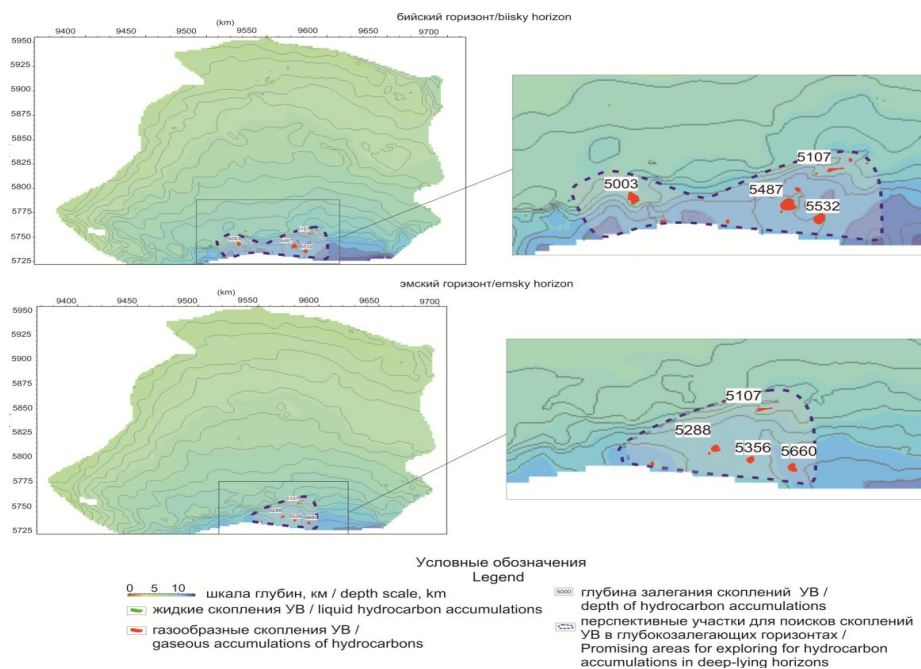 бийский горизонт/biisky horizon
(km)
9400 9450 9500 9550 9600 9650 9700
5950
5925
5900
5875
5850
5825
5800
5775
5750
5725
5003
5107
5487
5532
эмский горизонт/emsky horizon
(km)
9400 9450 9500 9550 9600 9650 9700
5950
5925
5900
5875
5850
5825
5800
5775
5750
5725
5107
5288
5356
5660
5107
5288
5356
5660
Условные обозначения
Legend
0 5 10 шкала глубин, км / depth scale, km
жидкие скопления УВ / liquid hydrocarbon accumulations
газообразные скопления УВ /
gaseous accumulations of hydrocarbons
5000 глубина залегания скоплений УВ /
depth of hydrocarbon accumulations
перспективные участки для поисков скоплений
УВ в глубокозалегающих горизонтах /
Promising areas for exploring for hydrocarbon
accumulations in deep-lying horizons